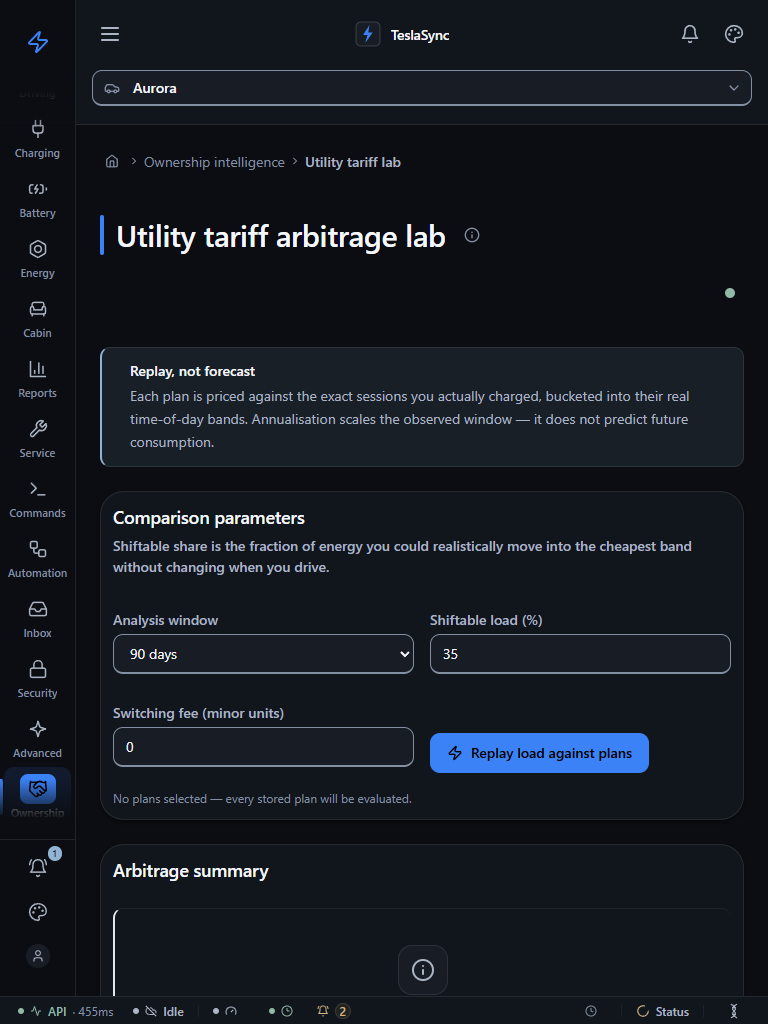 TeslaSync
Aurora
Driving
Charging
Battery
Energy
Cabin
Reports
Service
Commands
Automation
Inbox
Security
Advanced
Ownership
1
Ownership intelligence
Utility tariff lab
Utility tariff arbitrage lab
Replay, not forecast
Each plan is priced against the exact sessions you actually charged, bucketed into their real
time-of-day bands. Annualisation scales the observed window — it does not predict future
consumption.
Comparison parameters
Shiftable share is the fraction of energy you could realistically move into the cheapest band
without changing when you drive.
Analysis window
Shiftable load (%)
90 days
35
Switching fee (minor units)
0
Replay load against plans
No plans selected — every stored plan will be evaluated.
Arbitrage summary
API · 455ms
Idle
2
Status